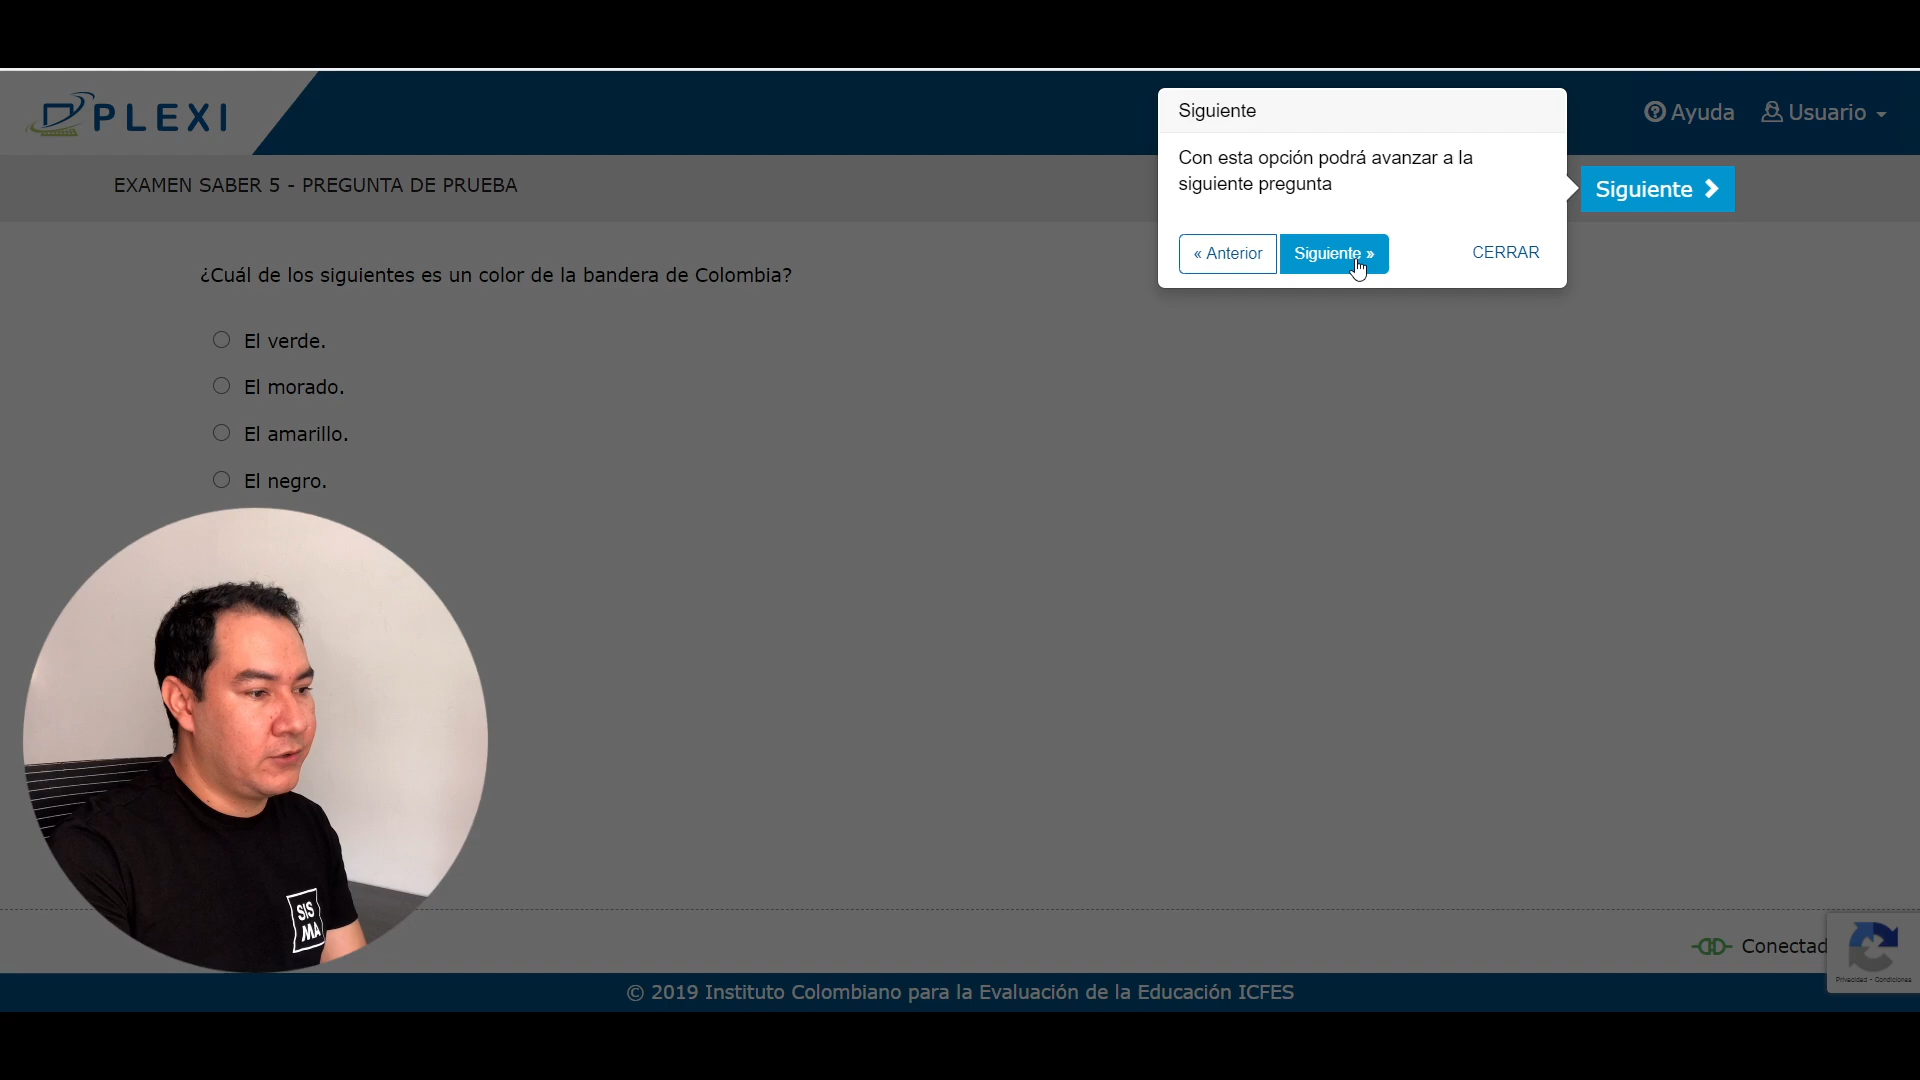 PLEXI
Ayuda
Usuario
Siguiente
Con esta opción podrá avanzar a la
siguiente pregunta
« Anterior
Siguiente »
CERRAR
Siguiente
EXAMEN SABER 5 - PREGUNTA DE PRUEBA
¿Cuál de los siguientes es un color de la bandera de Colombia?
El verde.
El morado.
El amarillo.
El negro.
SIS
MA
Conectad
Privacidad - Condiciones
© 2019 Instituto Colombiano para la Evaluación de la Educación ICFES